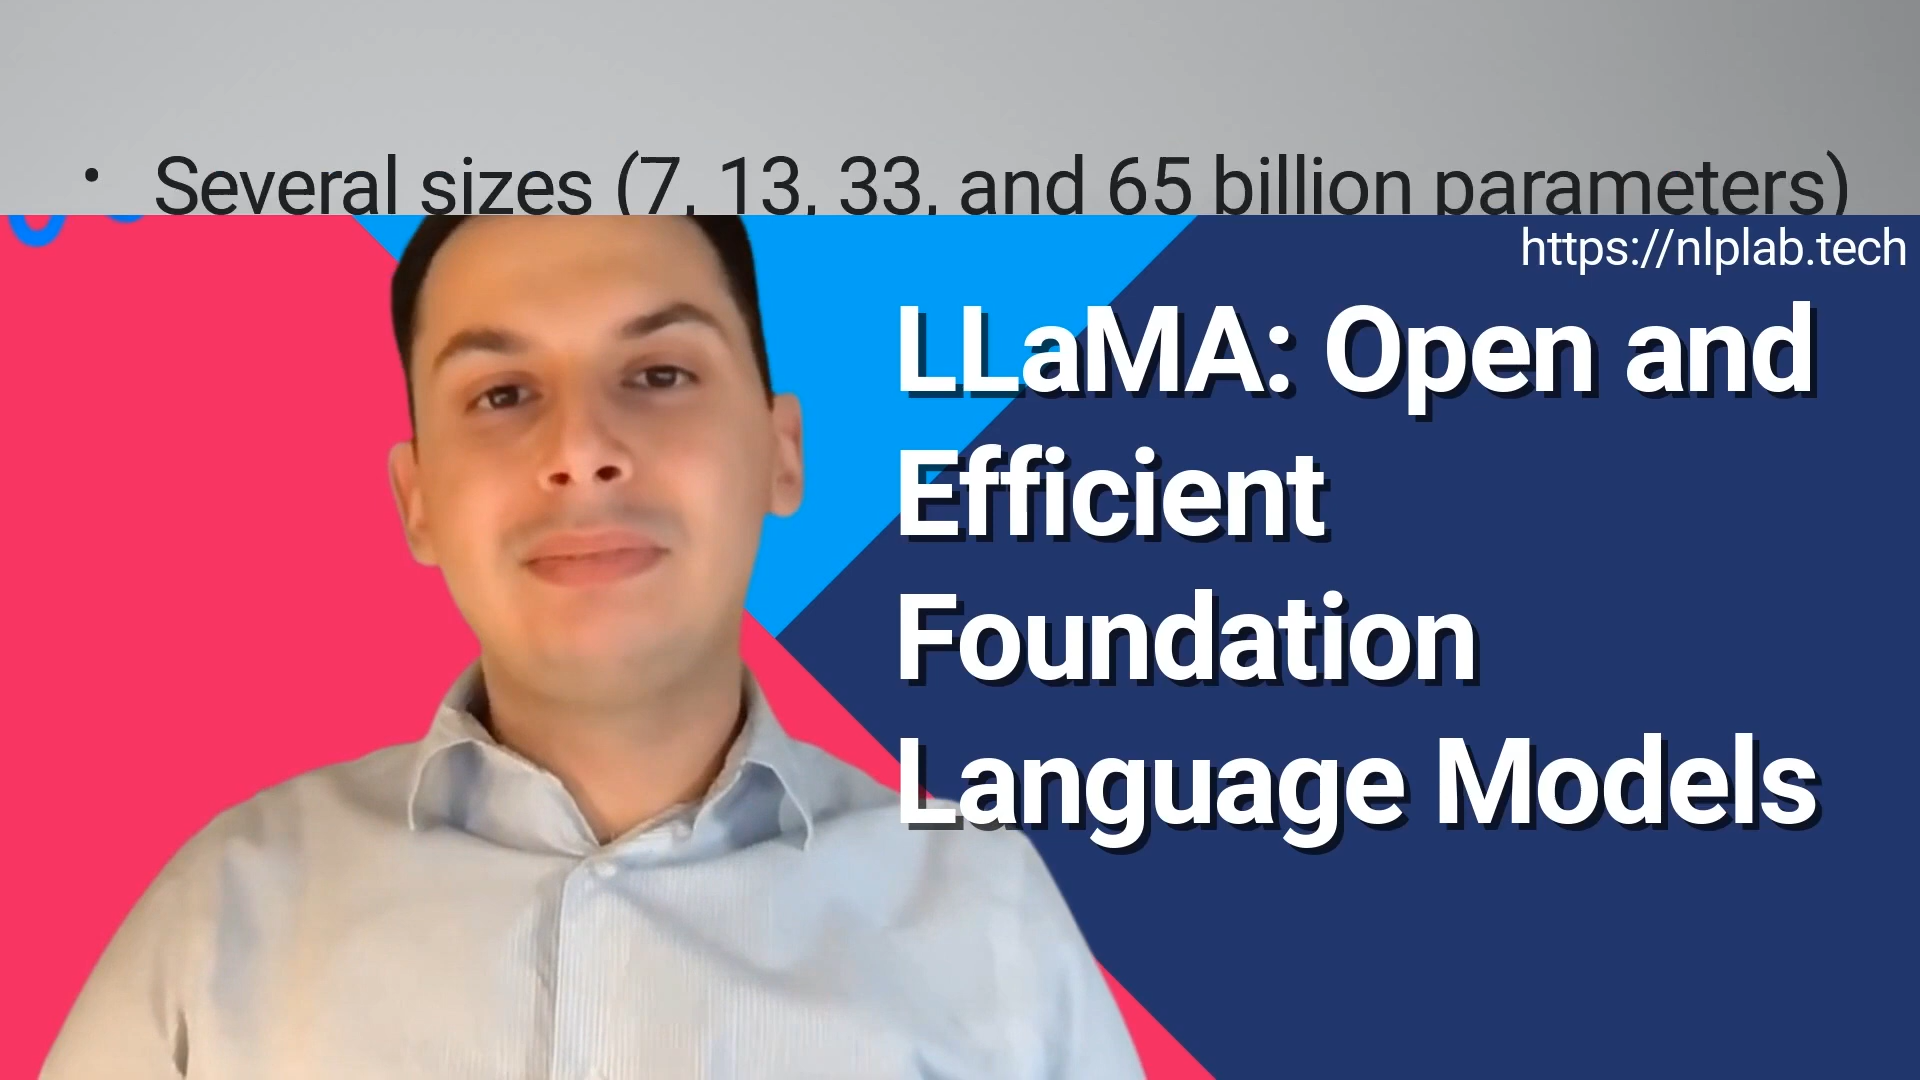 • Several sizes (7, 13, 33, and 65 billion parameters)
https://nlplab.tech
LLaMA: Open and
Efficient
Foundation
Language Models